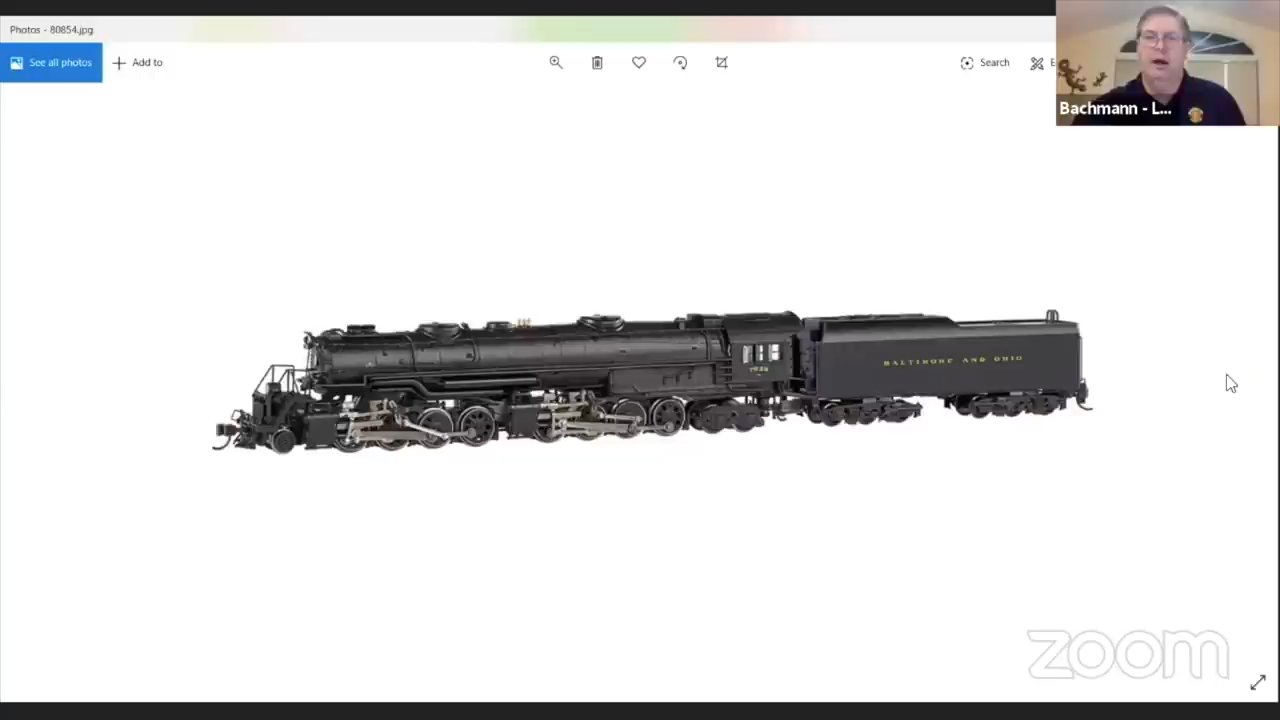 Photos - 80854.jpg
See all photos
Add to
Search
E
Bachmann - L...
BALTIMORE AND OHIO
zoom